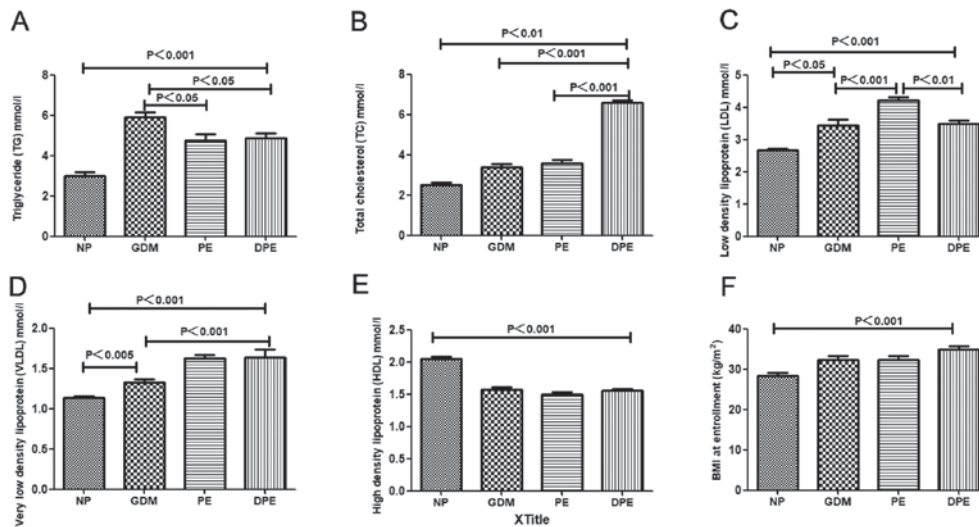 A
P<0.001
P<0.05
P<0.05
Triglyceride (TG) mmol/l
8
6
4
2
0
NP GDM PE DPE
B
P<0.01
P<0.001
P<0.001
Total cholesterol (TC) mmol/l
8
6
4
2
0
NP GDM PE DPE
C
P<0.001
P<0.05
P<0.001
P<0.01
Low density lipoprotein (LDL) mmol/l
5
4
3
2
1
0
NP GDM PE DPE
D
P<0.001
P<0.001
P<0.005
Very low density lipoprotein (VLDL) mmol/l
2.0
1.5
1.0
0.5
0.0
NP GDM PE DPE
E
P<0.001
High density lipoprotein (HDL) mmol/l
2.5
2.0
1.5
1.0
0.5
0.0
NP GDM PE DPE
XTitle
F
P<0.001
BMI at entrollment (kg/m²)
40
30
20
10
0
NP GDM PE DPE